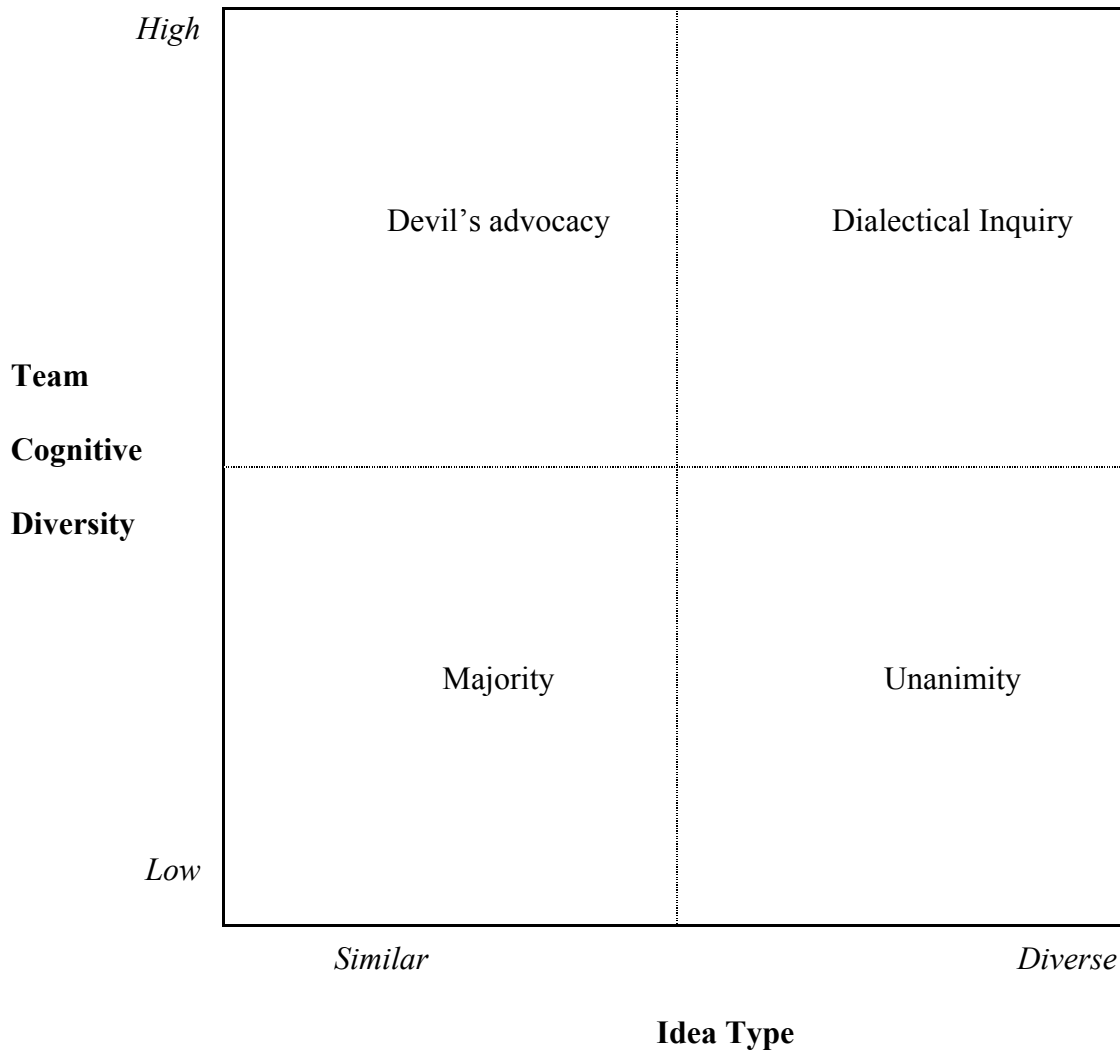 High
Devil’s advocacy
Dialectical Inquiry
Team
Cognitive
Diversity
Majority
Unanimity
Low
Similar
Diverse
Idea Type